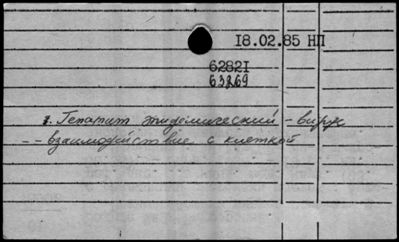 18.02.85 НП
62821
63269
1. Гепатит эпидемический - вирус
-- взаимодействие с клеткой